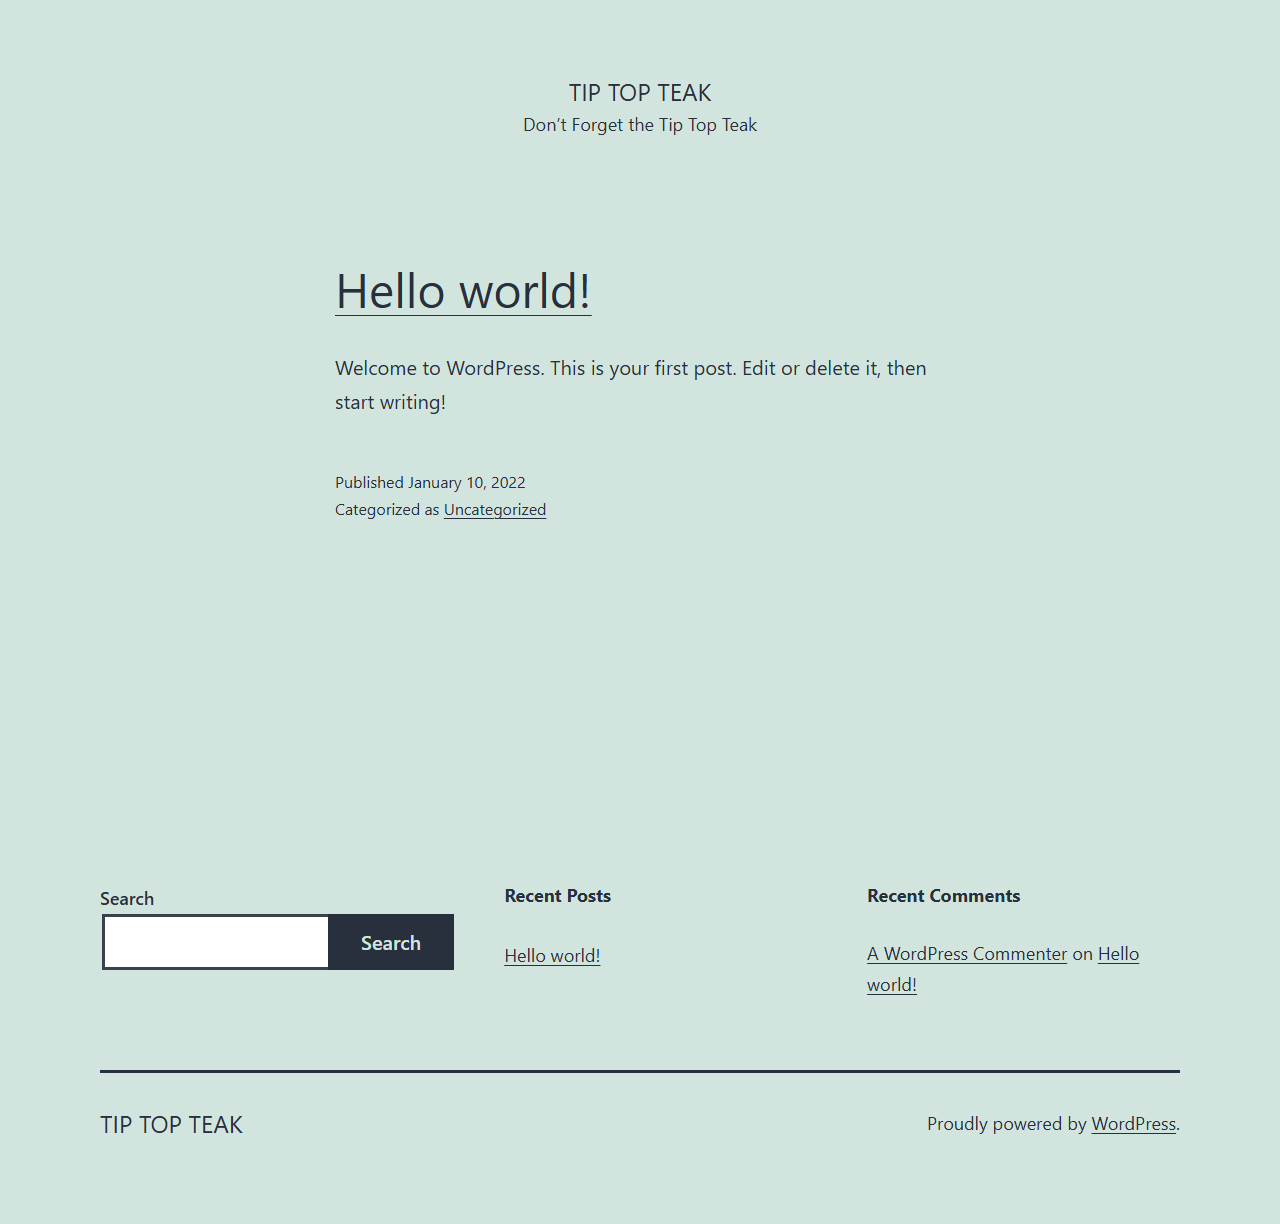 TIP TOP TEAK
Don’t Forget the Tip Top Teak
Hello world!
Welcome to WordPress. This is your first post. Edit or delete it, then
start writing!
Published January 10, 2022
Categorized as Uncategorized
Search
Search
Recent Posts
Hello world!
Recent Comments
A WordPress Commenter on Hello
world!
TIP TOP TEAK
Proudly powered by WordPress.